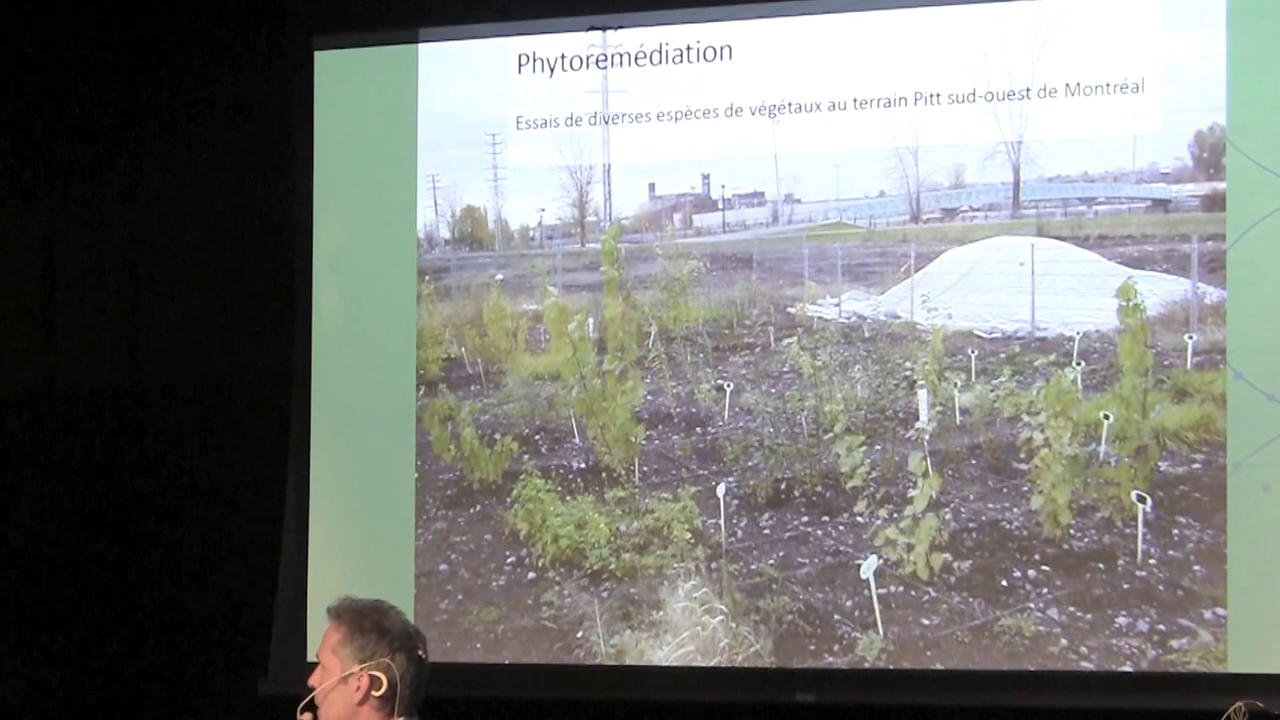 Phytoremédiation
Essais de diverses espèces de végétaux au terrain Pitt sud-ouest de Montréal